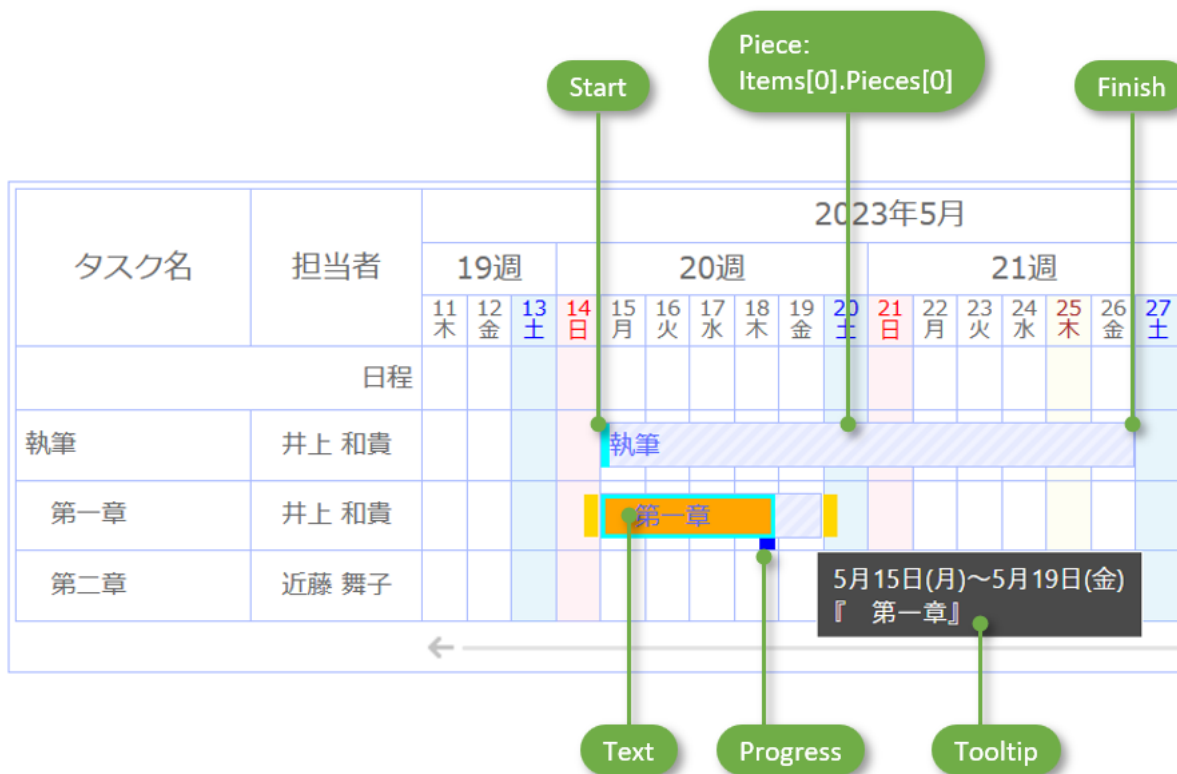 Piece:
Items[0].Pieces[0]
Start
Finish
2023年5月
タスク名
担当者
19週
20週
21週
11 12 13 14 15 16 17 18 19 20 21 22 23 24 25 26 27
木 金 土 日 月 火 水 木 金 土 日 月 火 水 木 金 土
日程
執筆 井上 和貴 執筆
第一章 井上 和貴 第一章
第二章 近藤 舞子
5月15日(月)～5月19日(金)
『　第一章』
Text
Progress
Tooltip